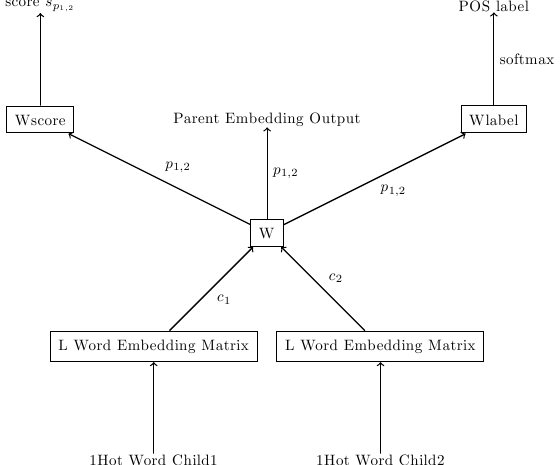 score s_{p_{1,2}}
POS label
softmax
Wscore
Parent Embedding Output
Wlabel
p_{1,2}
p_{1,2}
p_{1,2}
W
c_1
c_2
L Word Embedding Matrix
L Word Embedding Matrix
1Hot Word Child1
1Hot Word Child2